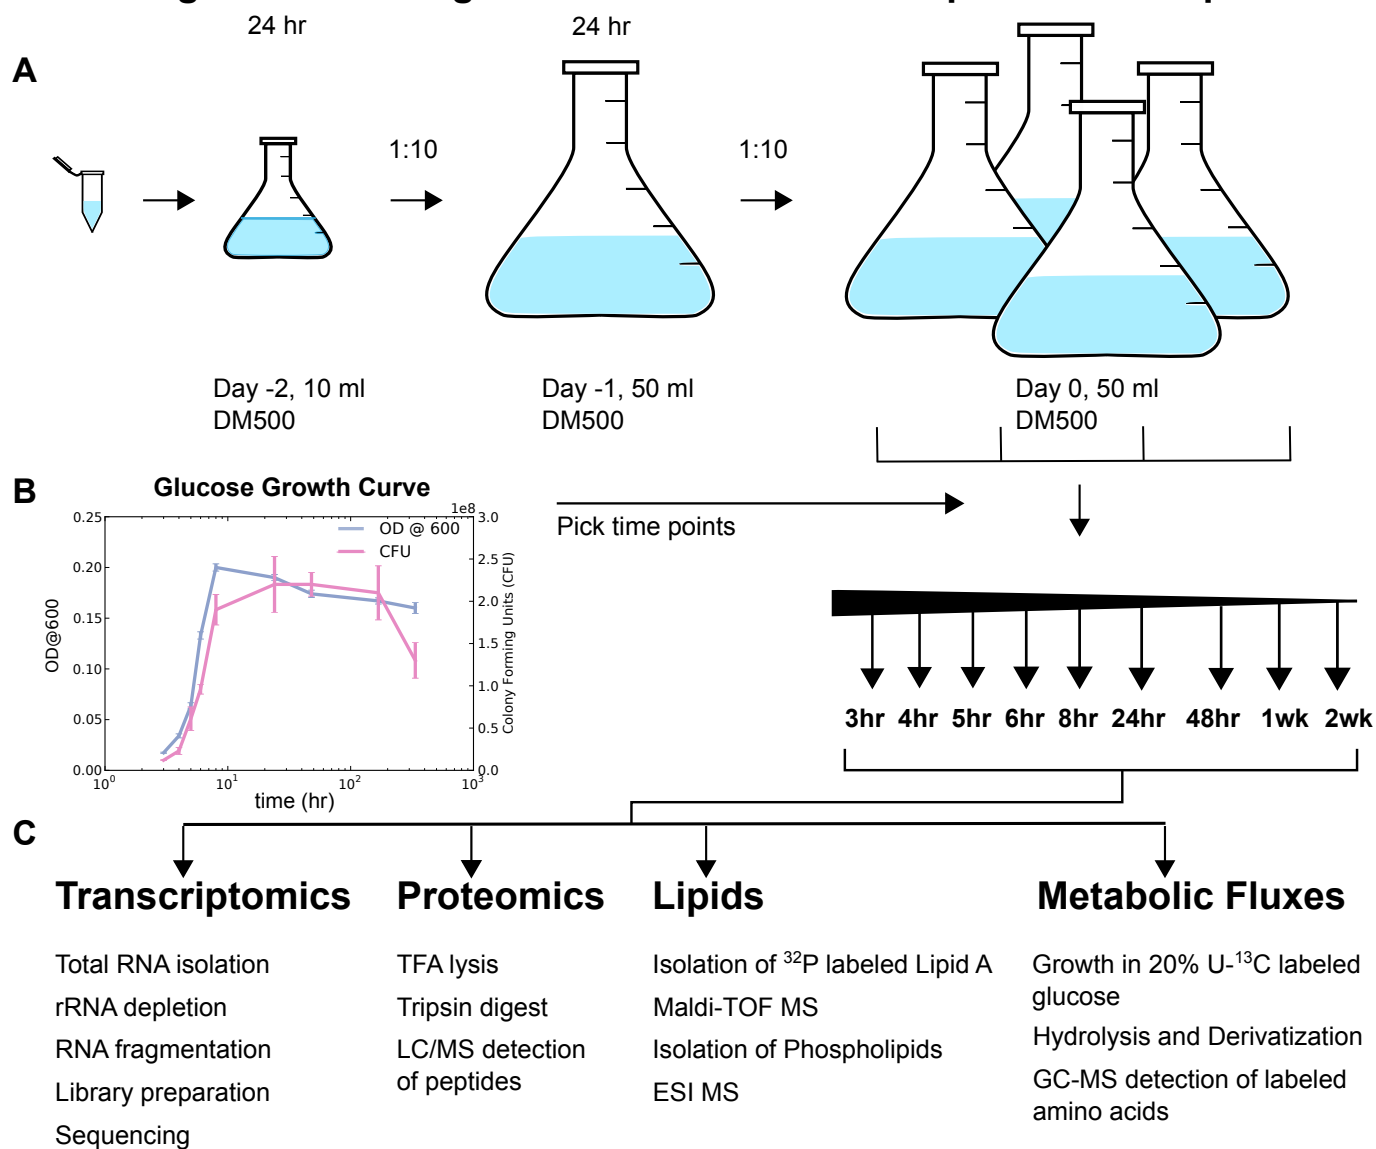 24 hr
24 hr
A
1:10
1:10
Day -2, 10 ml
DM500
Day -1, 50 ml
DM500
Day 0, 50 ml
DM500
B
Glucose Growth Curve
1e8
OD @ 600
CFU
0.25
0.20
0.15
0.10
0.05
0.00
OD@600
3.0
2.5
2.0
1.5
1.0
0.5
0.0
Colony Forming Units (CFU)
10⁰
10¹
10²
10³
time (hr)
Pick time points
3hr 4hr 5hr 6hr 8hr 24hr 48hr 1wk 2wk
C
Transcriptomics
Total RNA isolation
rRNA depletion
RNA fragmentation
Library preparation
Sequencing
Proteomics
TFA lysis
Tripsin digest
LC/MS detection
of peptides
Lipids
Isolation of ³²P labeled Lipid A
Maldi-TOF MS
Isolation of Phospholipids
ESI MS
Metabolic Fluxes
Growth in 20% U-¹³C labeled
glucose
Hydrolysis and Derivatization
GC-MS detection of labeled
amino acids